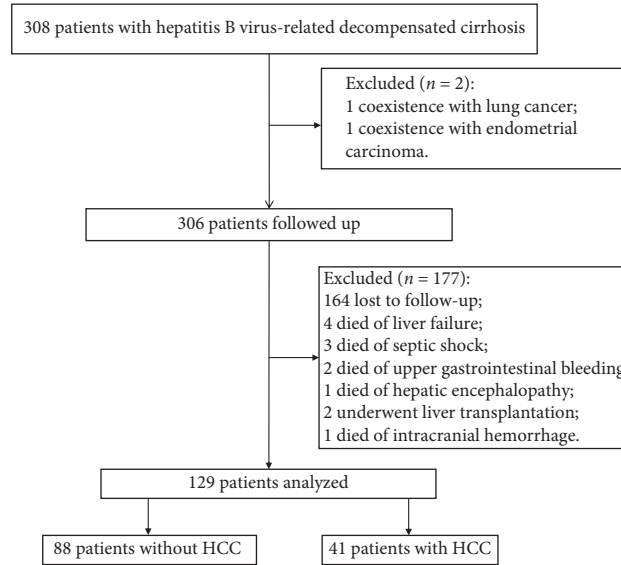 308 patients with hepatitis B virus-related decompensated cirrhosis
Excluded (n = 2):
1 coexistence with lung cancer;
1 coexistence with endometrial
carcinoma.
306 patients followed up
Excluded (n = 177):
164 lost to follow-up;
4 died of liver failure;
3 died of septic shock;
2 died of upper gastrointestinal bleeding
1 died of hepatic encephalopathy;
2 underwent liver transplantation;
1 died of intracranial hemorrhage.
129 patients analyzed
88 patients without HCC
41 patients with HCC